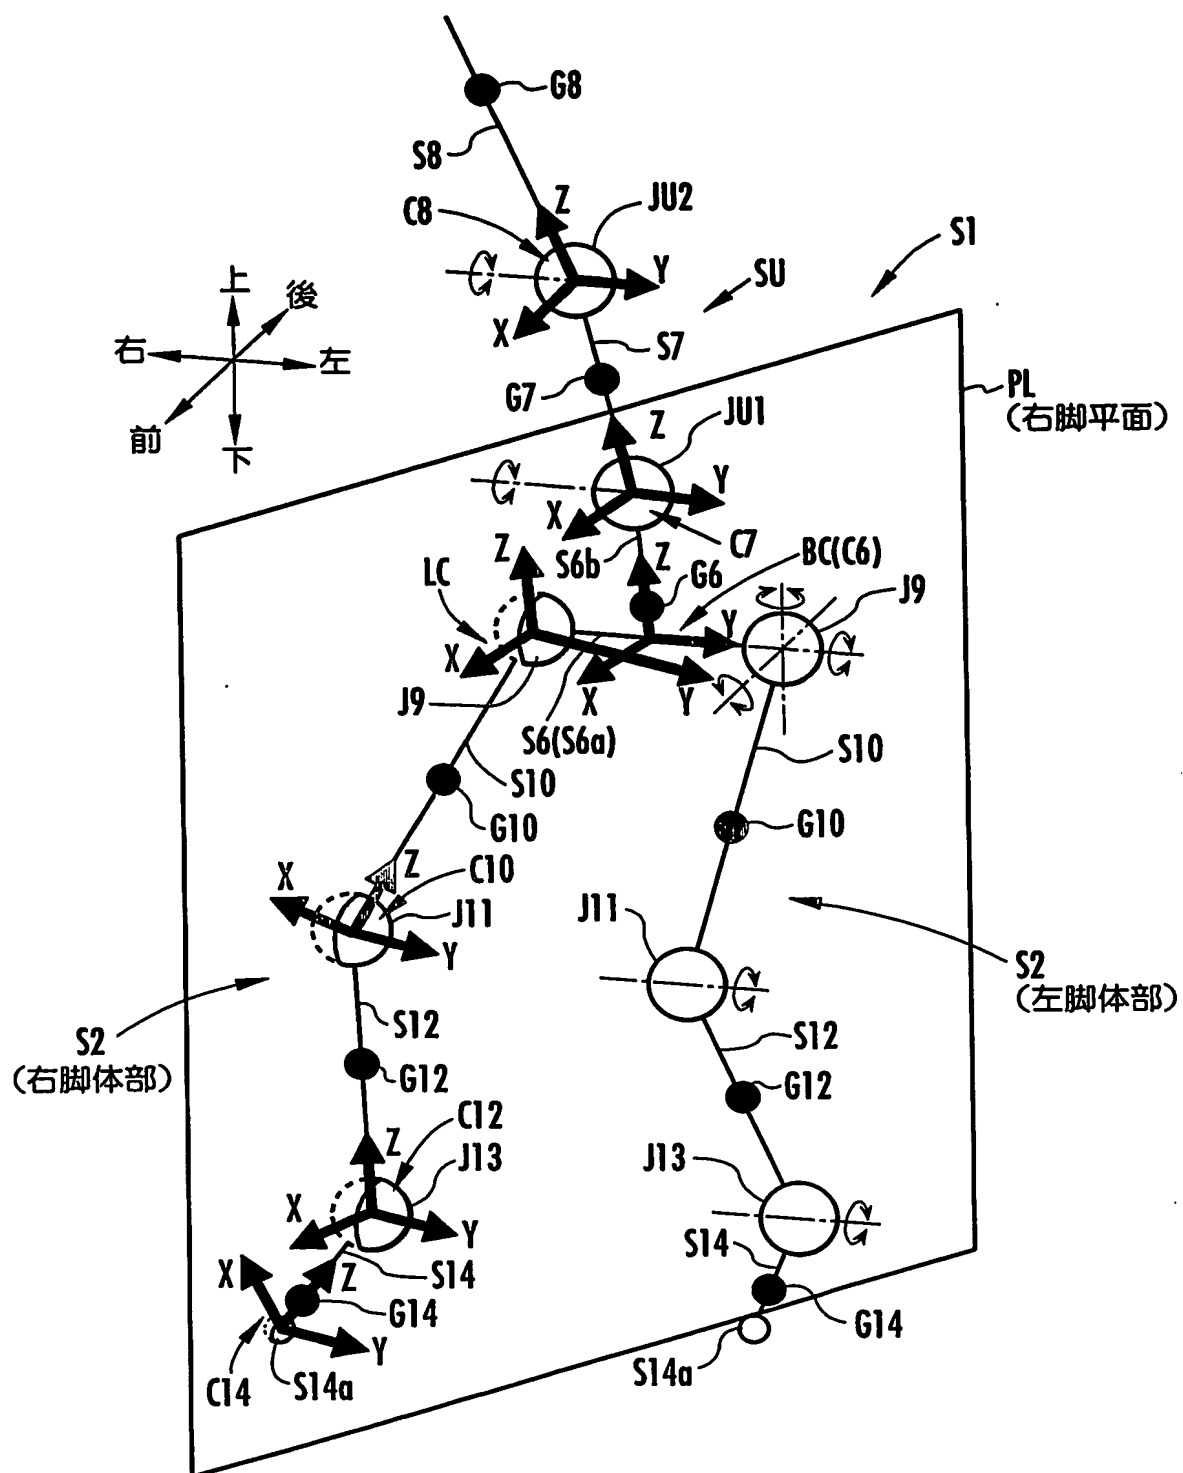 G8
S8
Z
JU2
C8
S1
Y
SU
上
後
X
S7
右
左
G7
PL
(右脚平面)
前
下
Z
JU1
Y
X
S6b
C7
BC(C6)
Z
LC
Z
G6
J9
Y
X
J9
X
Y
S6(S6a)
S10
S10
G10
G10
Z
C10
X
J11
J11
Y
S2
(左脚体部)
S12
S12
S2
(右脚体部)
G12
G12
C12
Z
J13
J13
X
Y
S14
X
Z
S14
G14
G14
Y
S14a
C14
S14a